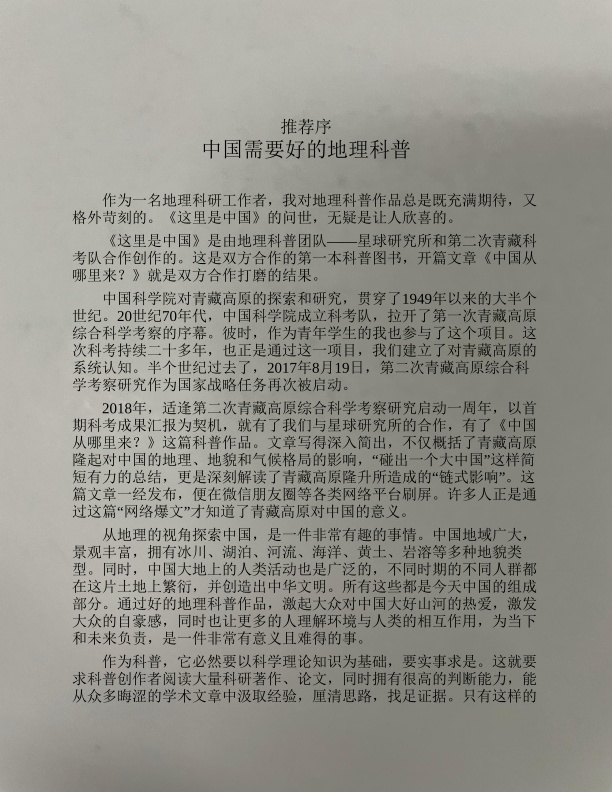 推荐序
中国需要好的地理科普
作为一名地理科研工作者，我对地理科普作品总是既充满期待，又
格外苛刻的。《这里是中国》的问世，无疑是让人欣喜的。
《这里是中国》是由地理科普团队——星球研究所和第二次青藏科
考队合作创作的。这是双方合作的第一本科普图书，开篇文章《中国从
哪里来？》就是双方合作打磨的结果。
中国科学院对青藏高原的探索和研究，贯穿了1949年以来的大半个
世纪。20世纪70年代，中国科学院成立科考队，拉开了第一次青藏高原
综合科学考察的序幕。彼时，作为青年学生的我也参与了这个项目。这
次科考持续二十多年，也正是通过这一项目，我们建立了对青藏高原的
系统认知。半个世纪过去了，2017年8月19日，第二次青藏高原综合科
学考察研究作为国家战略任务再次被启动。
2018年，适逢第二次青藏高原综合科学考察研究启动一周年，以首
期科考成果汇报为契机，就有了我们与星球研究所的合作，有了《中国
从哪里来？》这篇科普作品。文章写得深入简出，不仅概括了青藏高原
隆起对中国的地理、地貌和气候格局的影响，“碰出一个大中国”这样简
短有力的总结，更是深刻解读了青藏高原隆升所造成的“链式影响”。这
篇文章一经发布，便在微信朋友圈等各类网络平台刷屏。许多人正是通
过这篇“网络爆文”才知道了青藏高原对中国的意义。
从地理的视角探索中国，是一件非常有趣的事情。中国地域广大，
景观丰富，拥有冰川、湖泊、河流、海洋、黄土、岩溶等多种地貌类
型。同时，中国大地上的人类活动也是广泛的，不同时期的不同人群都
在这片土地上繁衍，并创造出中华文明。所有这些都是今天中国的组成
部分。通过好的地理科普作品，激起大众对中国大好山河的热爱，激发
大众的自豪感，同时也让更多的人理解环境与人类的相互作用，为当下
和未来负责，是一件非常有意义且难得的事。
作为科普，它必然要以科学理论知识为基础，要实事求是。这就要
求科普创作者阅读大量科研著作、论文，同时拥有很高的判断能力，能
从众多晦涩的学术文章中汲取经验，厘清思路，找足证据。只有这样的